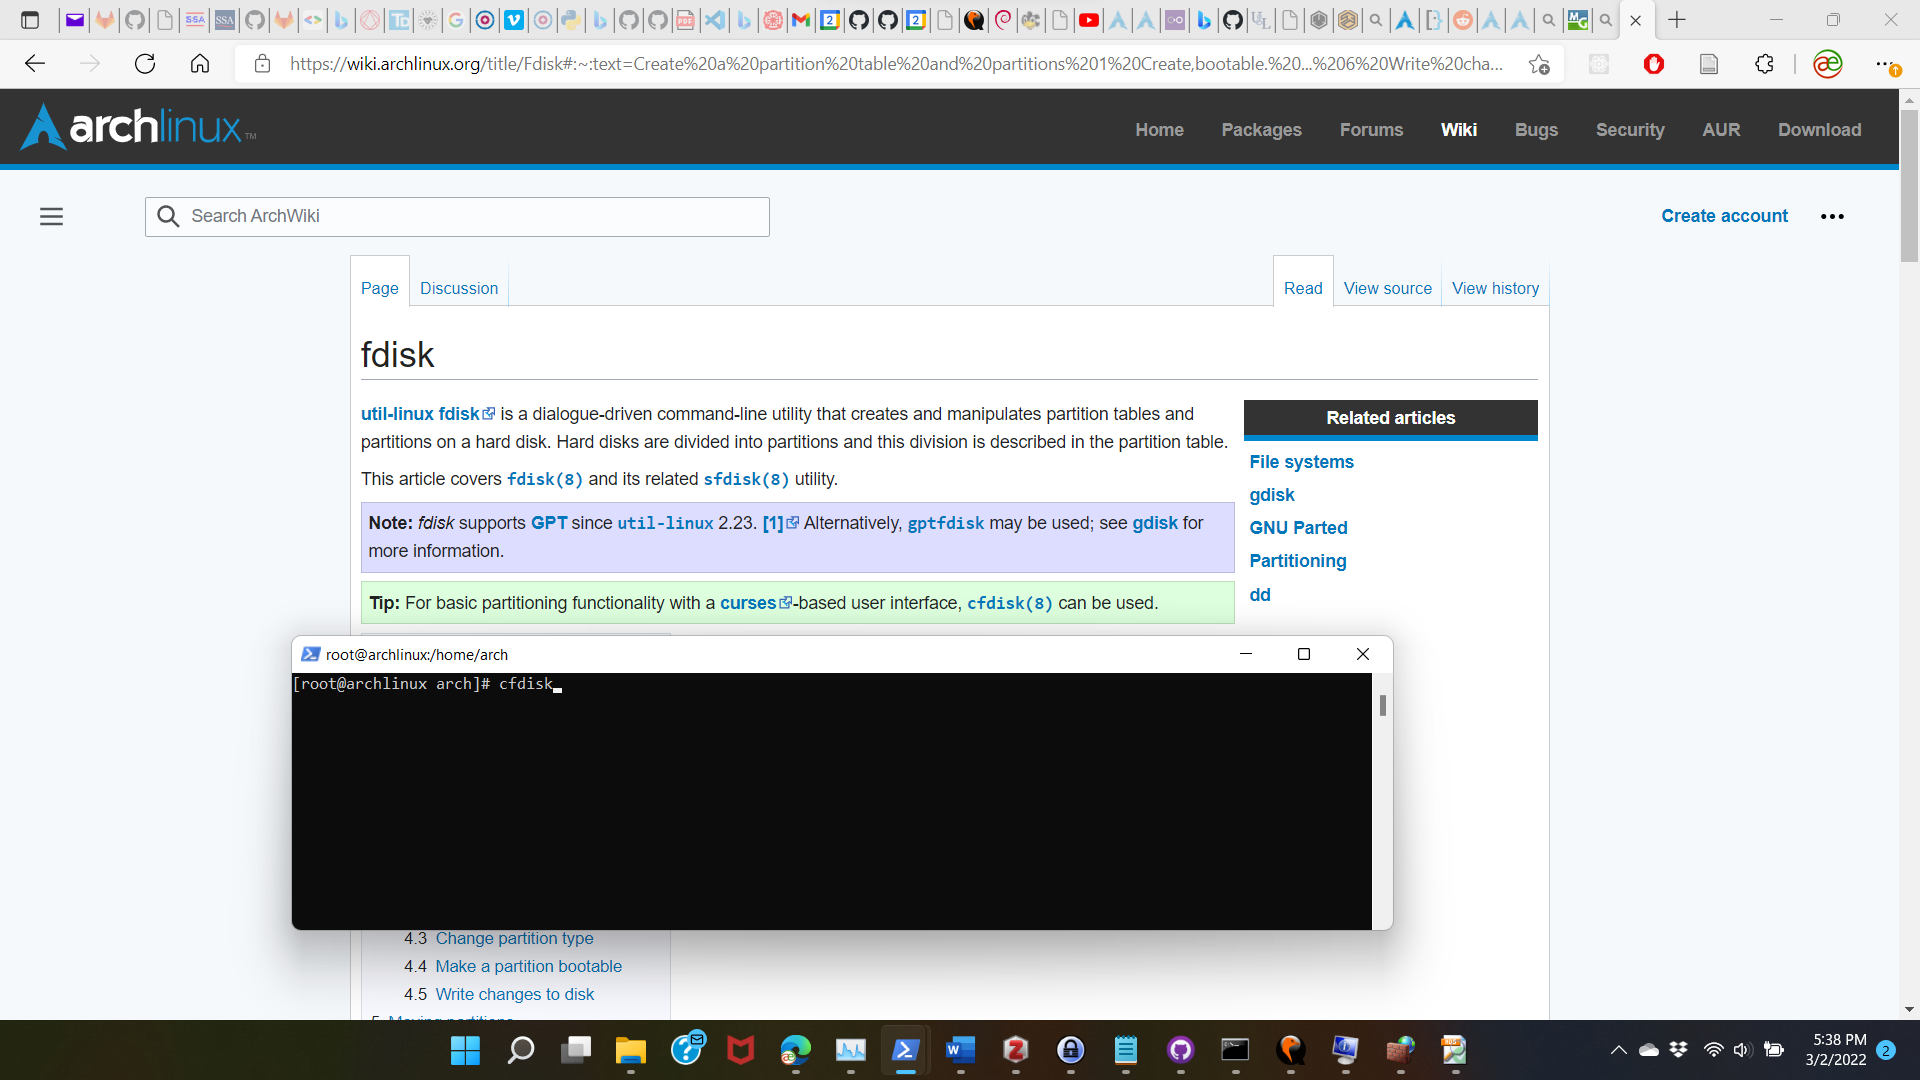 https://wiki.archlinux.org/title/Fdisk#:~:text=Create%20a%20partition%20table%20and%20partitions%201%20Create,bootable.%20...%206%20Write%20cha...
archlinux™
Home
Packages
Forums
Wiki
Bugs
Security
AUR
Download
Search ArchWiki
Create account
Page
Discussion
Read
View source
View history
fdisk
util-linux fdisk is a dialogue-driven command-line utility that creates and manipulates partition tables and
partitions on a hard disk. Hard disks are divided into partitions and this division is described in the partition table.
This article covers fdisk(8) and its related sfdisk(8) utility.
Note: fdisk supports GPT since util-linux 2.23. [1] Alternatively, gptfdisk may be used; see gdisk for
more information.
Tip: For basic partitioning functionality with a curses-based user interface, cfdisk(8) can be used.
Related articles
File systems
gdisk
GNU Parted
Partitioning
dd
root@archlinux:/home/arch
[root@archlinux arch]# cfdisk
4.3 Change partition type
4.4 Make a partition bootable
4.5 Write changes to disk
5:38 PM
3/2/2022
2